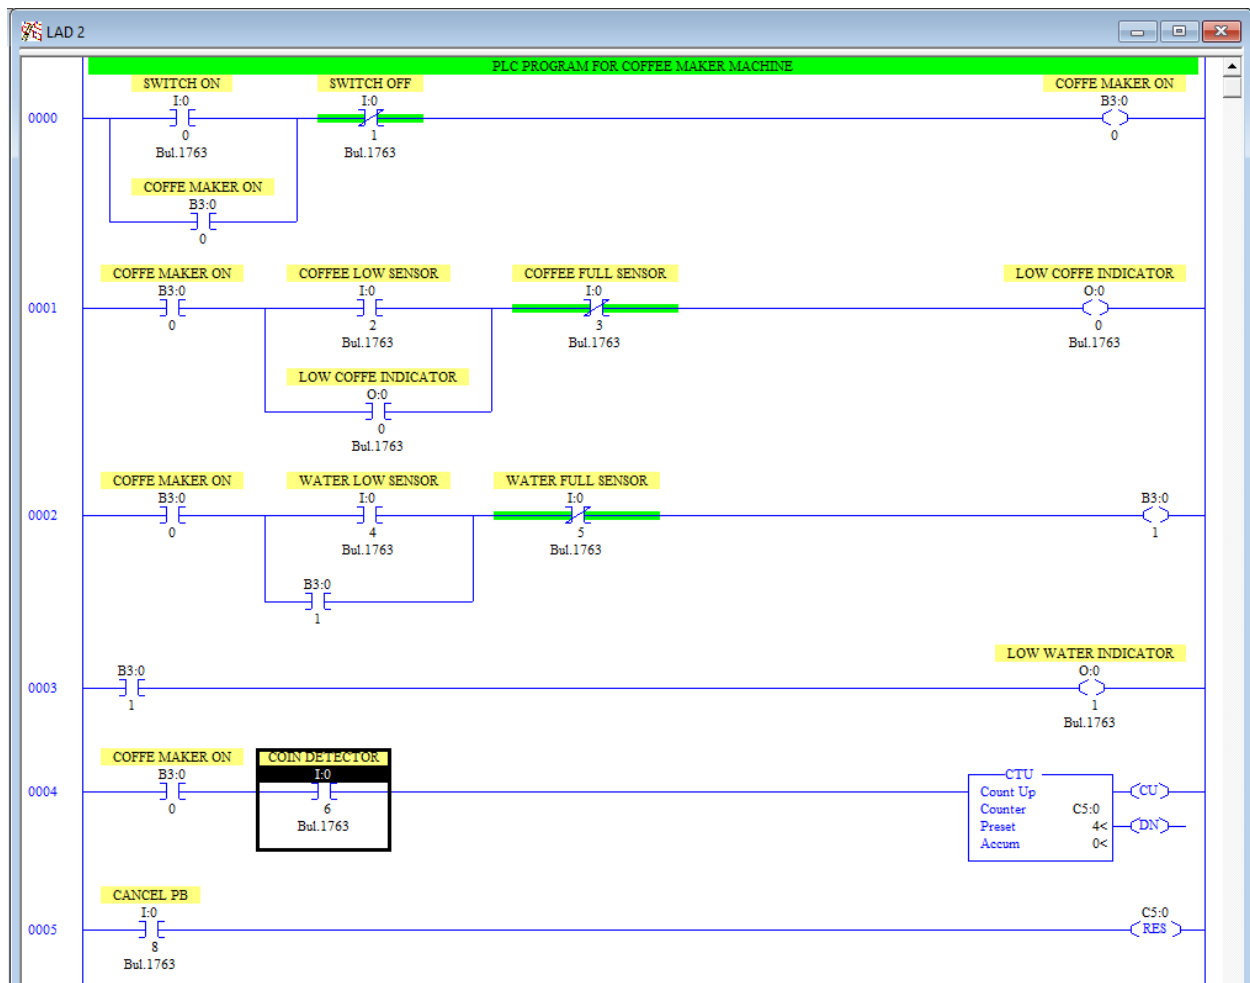 LAD 2
PLC PROGRAM FOR COFFEE MAKER MACHINE
SWITCH ON
SWITCH OFF
COFFE MAKER ON
I:0
I:0
B3:0
0000
0
1
0
Bul.1763
Bul.1763
COFFE MAKER ON
B3:0
0
COFFE MAKER ON
COFFEE LOW SENSOR
COFFEE FULL SENSOR
LOW COFFE INDICATOR
B3:0
I:0
I:0
O:0
0001
0
2
3
0
Bul.1763
Bul.1763
Bul.1763
LOW COFFE INDICATOR
O:0
0
Bul.1763
COFFE MAKER ON
WATER LOW SENSOR
WATER FULL SENSOR
B3:0
I:0
I:0
B3:0
0002
0
4
5
1
Bul.1763
Bul.1763
B3:0
1
LOW WATER INDICATOR
B3:0
O:0
0003
1
1
Bul.1763
COFFE MAKER ON
COIN DETECTOR
B3:0
I:0
0004
0
6
Bul.1763
CTU
Count Up
CU
Counter C5:0
Preset 4<
DN
Accum 0<
CANCEL PB
I:0
C5:0
0005
RES
8
Bul.1763